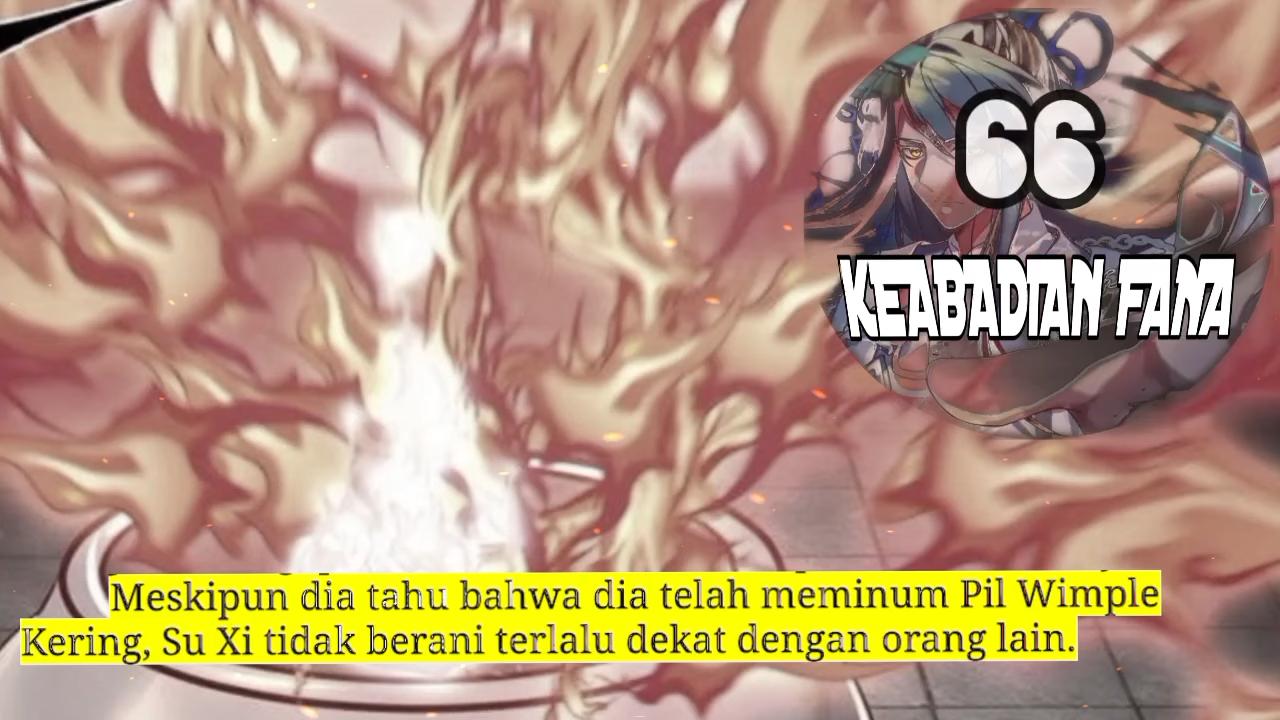 66
KEABADIAN FANA
Meskipun dia tahu bahwa dia telah meminum Pil Wimple
Kering, Su Xi tidak berani terlalu dekat dengan orang lain.